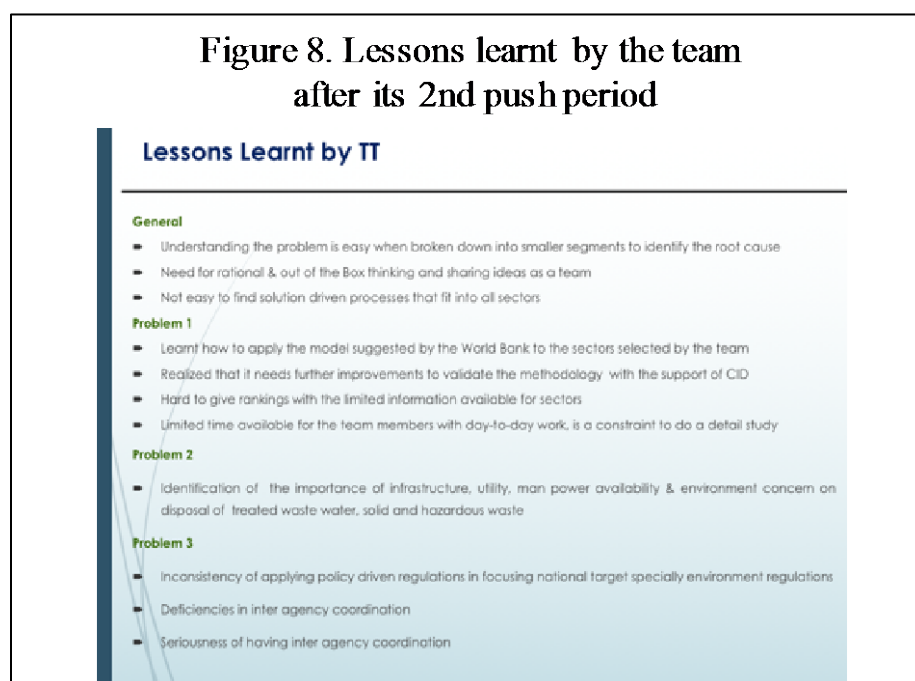 Figure 8. Lessons learnt by the team
after its 2nd push period
Lessons Learnt by TT
General
Understanding the problem is easy when broken down into smaller segments to identify the root cause
Need for rational & out of the Box thinking and sharing ideas as a team
Not easy to find solution driven processes that fit into all sectors
Problem 1
Learnt how to apply the model suggested by the World Bank to the sectors selected by the team
Realized that it needs further improvements to validate the methodology with the support of CID
Hard to give rankings with the limited information available for sectors
Limited time available for the team members with day-to-day work, is a constraint to do a detail study
Problem 2
Identification of the importance of infrastructure, utility, man power availability & environment concern on
disposal of treated waste water, solid and hazardous waste
Problem 3
Inconsistency of applying policy driven regulations in focusing national target specially environment regulations
Deficiencies in inter agency coordination
Seriousness of having inter agency coordination